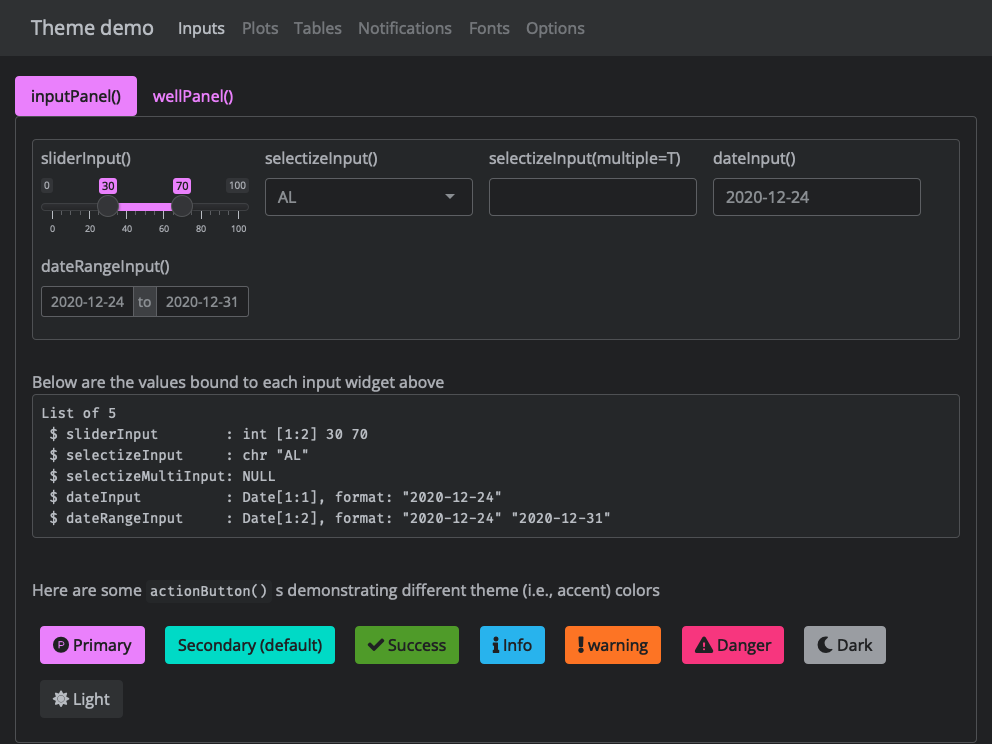 Theme demo Inputs Plots Tables Notifications Fonts Options
inputPanel() wellPanel()
sliderInput() selectizeInput() selectizeInput(multiple=T) dateInput()
0 30 70 100
AL 2020-12-24
0 20 40 60 80 100
dateRangeInput()
2020-12-24 to 2020-12-31
Below are the values bound to each input widget above
List of 5
$ sliderInput : int [1:2] 30 70
$ selectizeInput : chr "AL"
$ selectizeMultiInput: NULL
$ dateInput : Date[1:1], format: "2020-12-24"
$ dateRangeInput : Date[1:2], format: "2020-12-24" "2020-12-31"
Here are some actionButton() s demonstrating different theme (i.e., accent) colors
P Primary Secondary (default) Success Info warning Danger Dark
Light